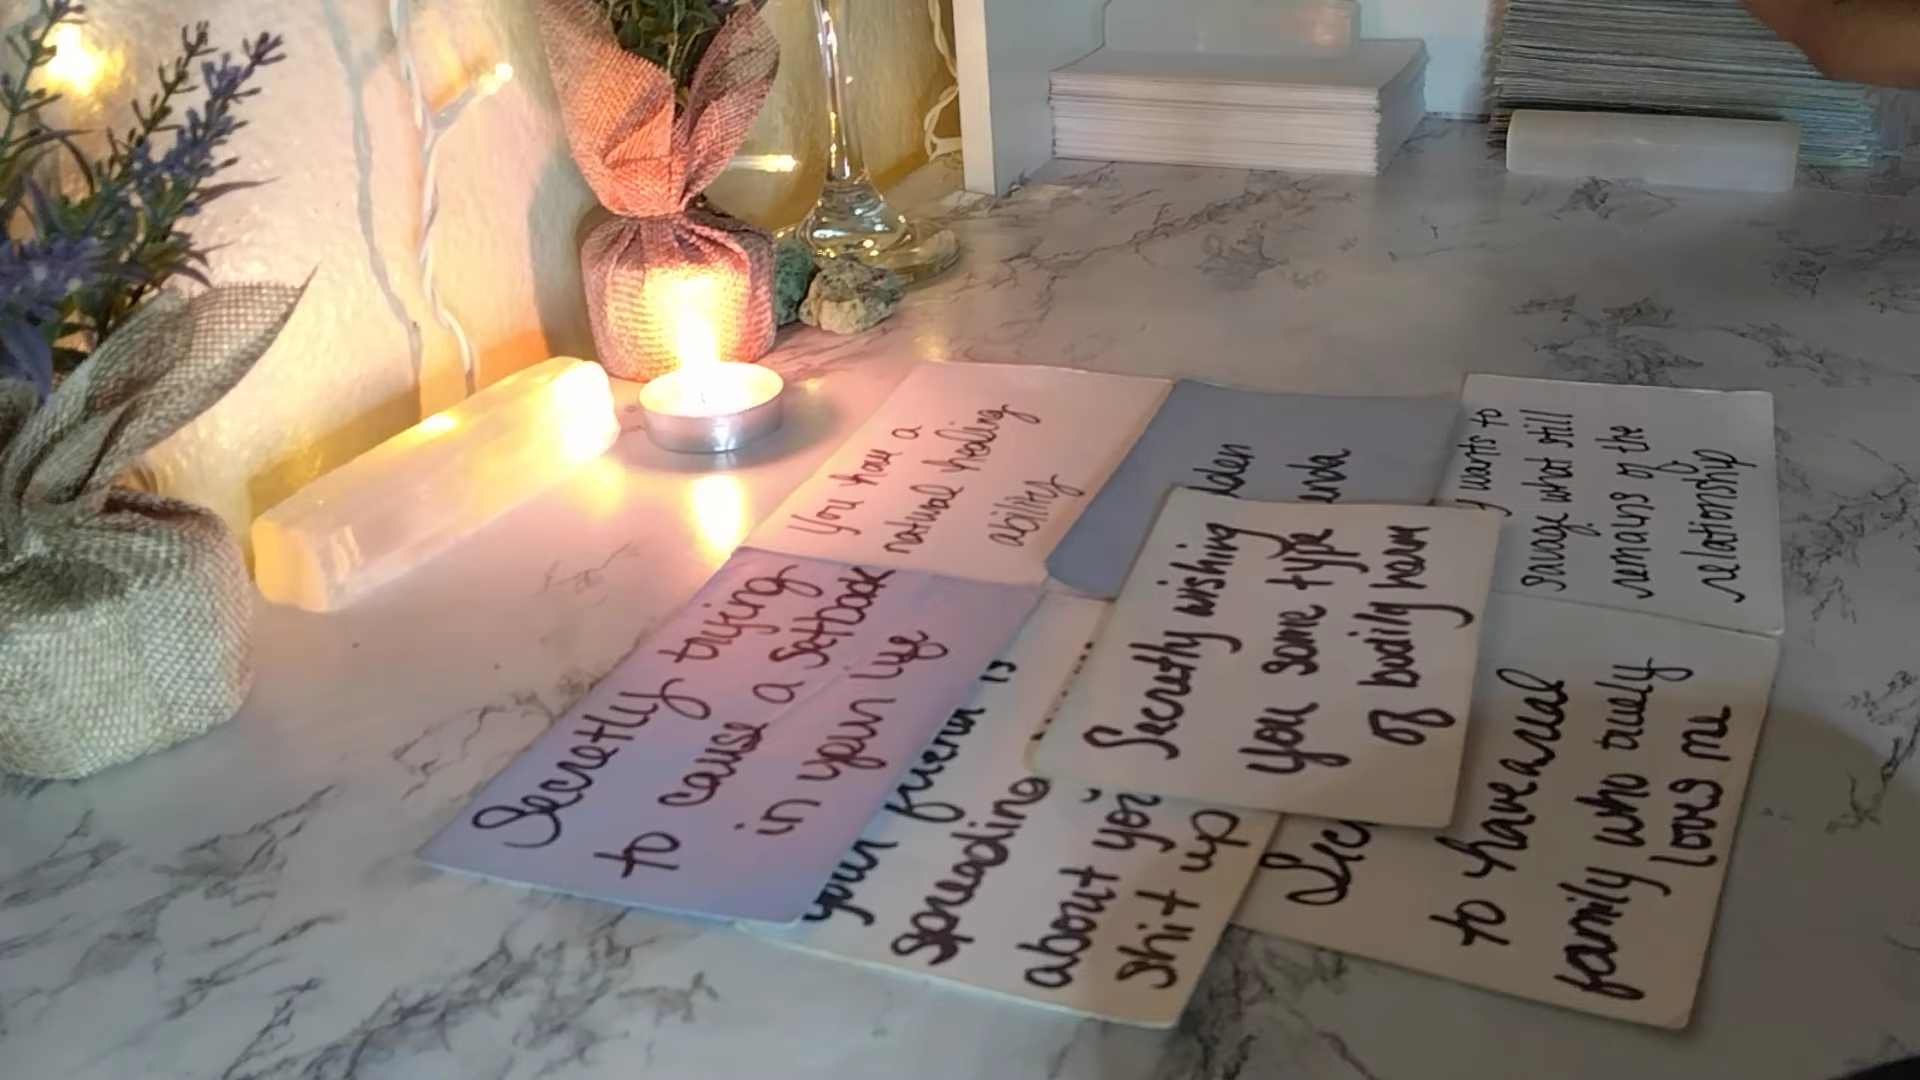 You have a
natural healing
ability
wants to
salvage what still
remains of the
relationship
Secretly trying
to cause a setback
in your life
your friend is
spreading
about you
shit up
Secretly wishing
you some type
of bodily harm
to have a real
family who truely
loves me